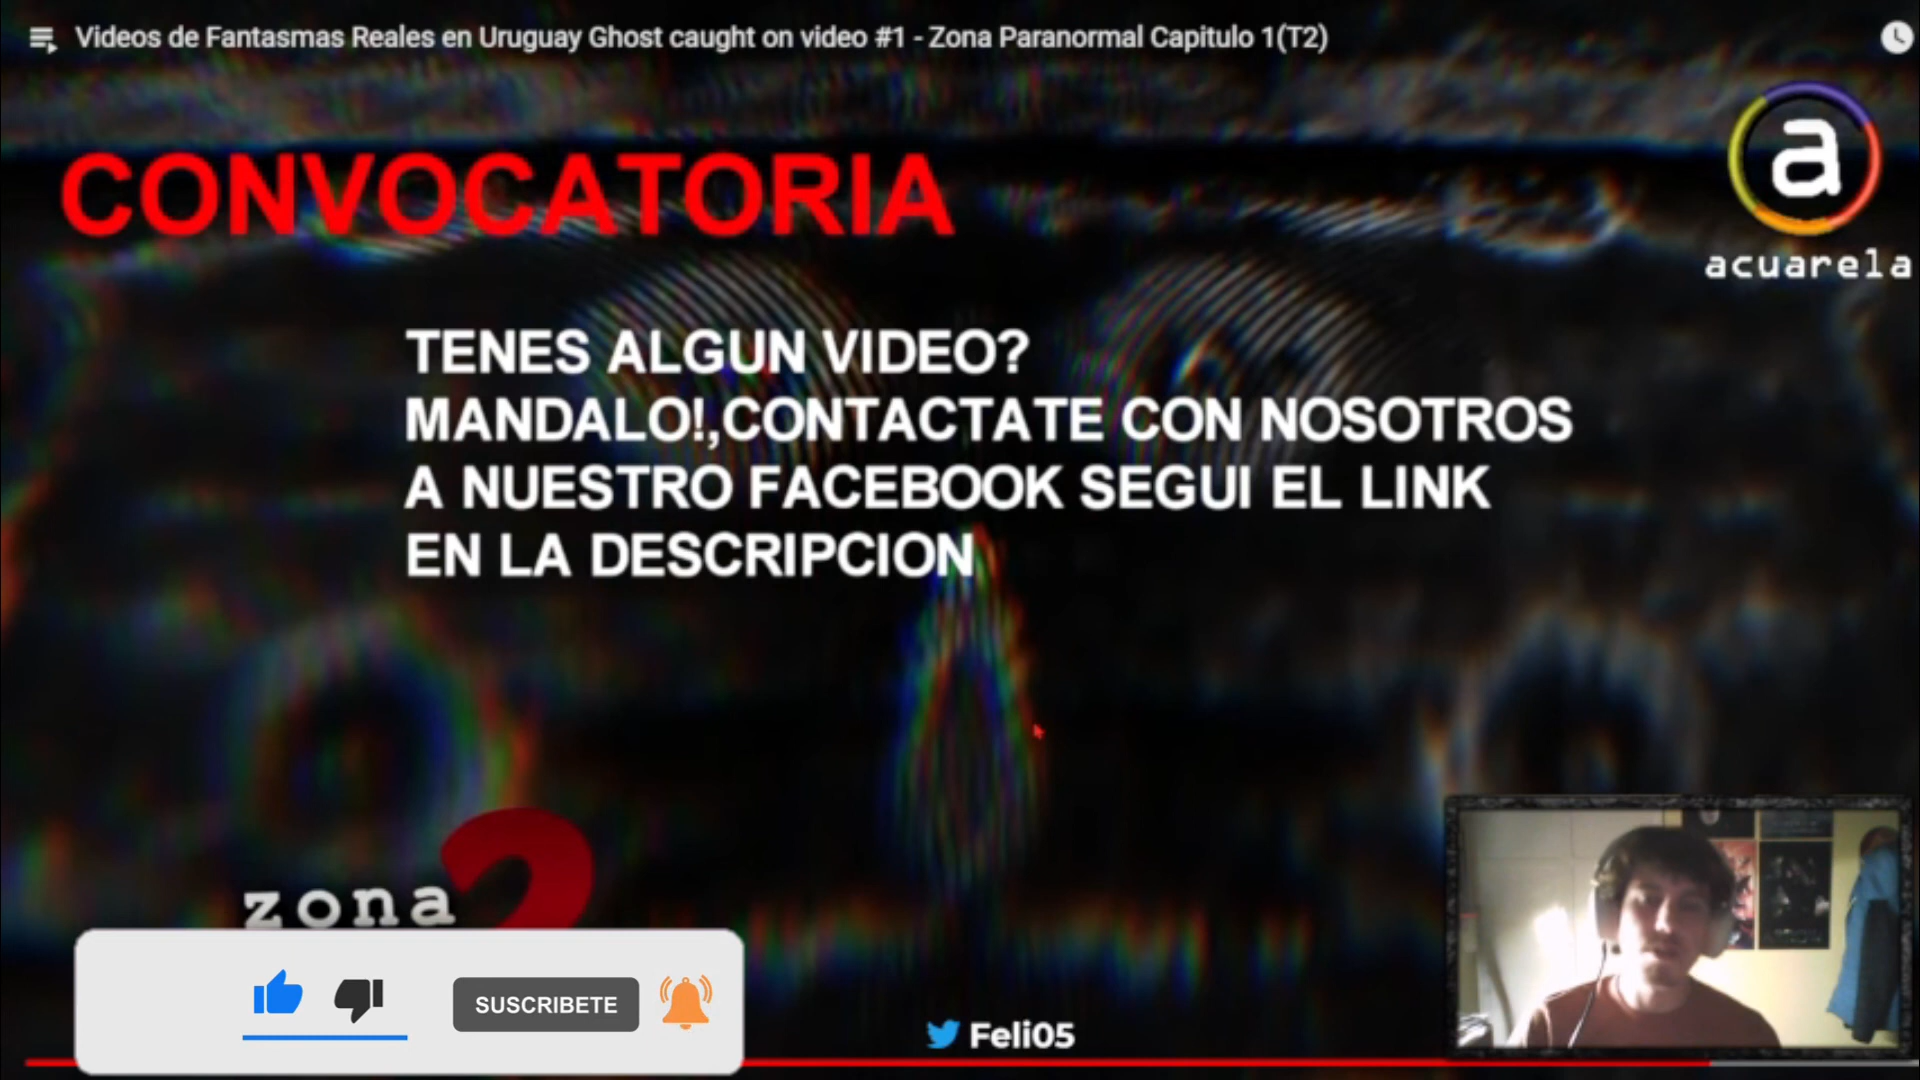 Videos de Fantasmas Reales en Uruguay Ghost caught on video #1 - Zona Paranormal Capitulo 1(T2)
CONVOCATORIA
a
acuarela
TENES ALGUN VIDEO?
MANDALO!,CONTACTATE CON NOSOTROS
A NUESTRO FACEBOOK SEGUI EL LINK
EN LA DESCRIPCION
zona
SUSCRIBETE
Feli05